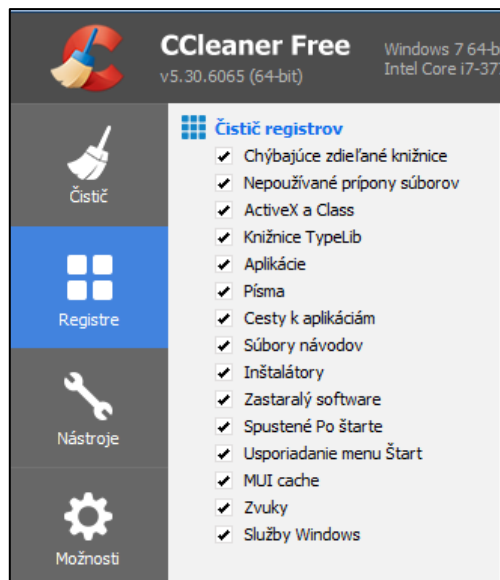 CCleaner Free
v5.30.6065 (64-bit)
Windows 7 64-b
Intel Core i7-37
Čistič
Registre
Nástroje
Možnosti
Čistič registrov
Chýbajúce zdieľané knižnice
Nepoužívané prípony súborov
ActiveX a Class
Knižnice TypeLib
Aplikácie
Písma
Cesty k aplikáciám
Súbory návodov
Inštalátory
Zastaralý software
Spustené Po štarte
Usporiadanie menu Štart
MUI cache
Zvuky
Služby Windows